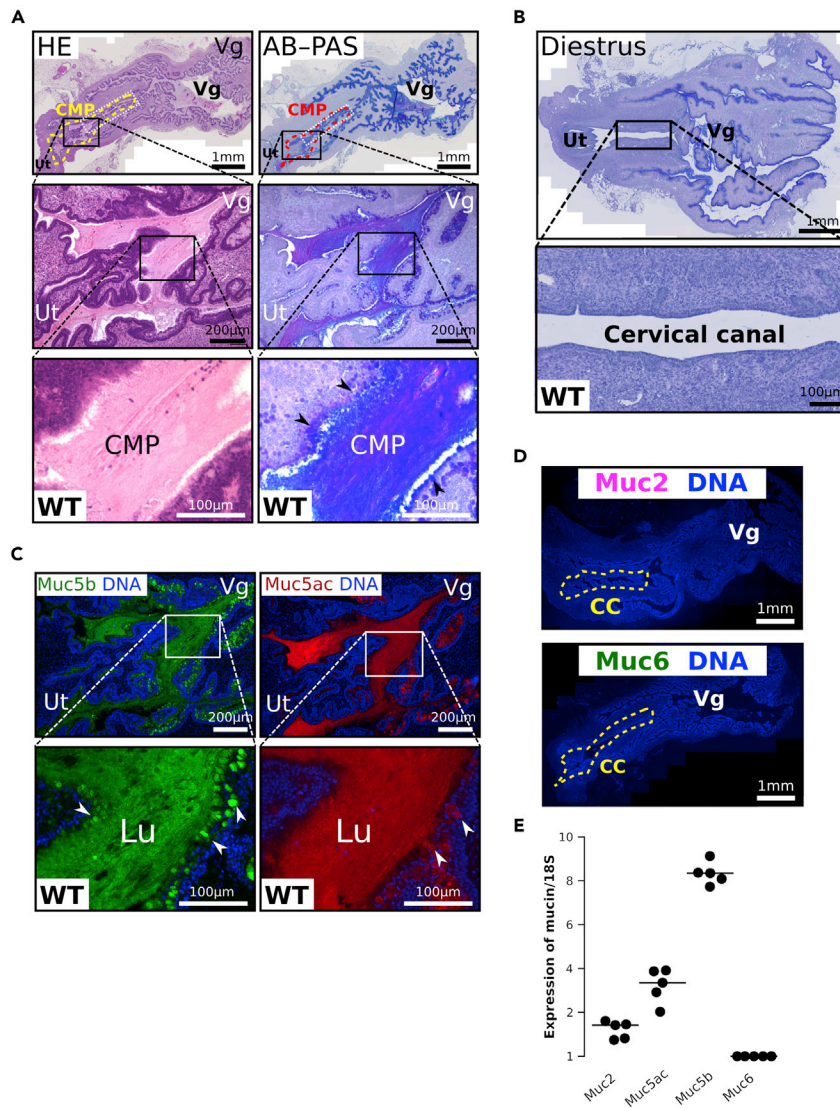 A
HE
Vg
CMP
Vg
Ut
1mm
AB–PAS
CMP
Vg
Ut
1mm
Vg
Ut
200μm
Vg
Ut
200μm
CMP
WT
100μm
CMP
WT
100μm
B
Diestrus
Ut
Vg
1mm
Cervical canal
WT
100μm
C
Muc5b DNA
Vg
Ut
200μm
Muc5ac DNA
Vg
Ut
200μm
Lu
WT
100μm
Lu
WT
100μm
D
Muc2 DNA
Vg
CC
1mm
Muc6 DNA
Vg
CC
1mm
E
Expression of mucin/18S
10
8
6
4
2
1
Muc2
Muc5ac
Muc5b
Muc6